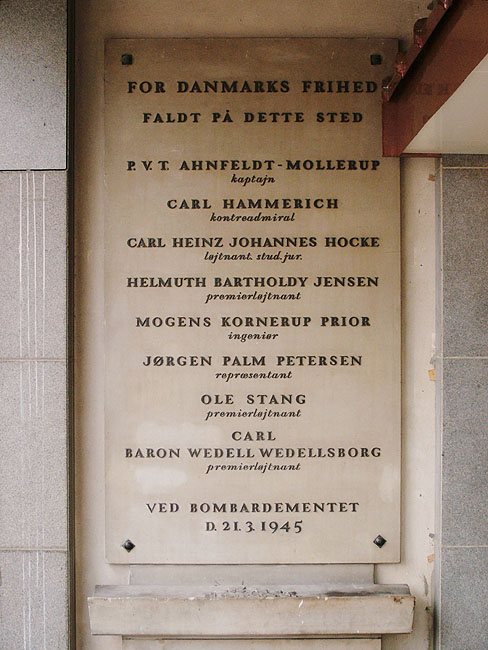 FOR DANMARKS FRIHED
FALDT PÅ DETTE STED
P. V. T. AHNFELDT-MOLLERUP
kaptajn
CARL HAMMERICH
kontreadmiral
CARL HEINZ JOHANNES HOCKE
løjtnant. stud. jur.
HELMUTH BARTHOLDY JENSEN
premierløjtnant
MOGENS KORNERUP PRIOR
ingeniør
JØRGEN PALM PETERSEN
repræsentant
OLE STANG
premierløjtnant
CARL
BARON WEDELL WEDELLSBORG
premierløjtnant
VED BOMBARDEMENTET
D. 21. 3. 1945